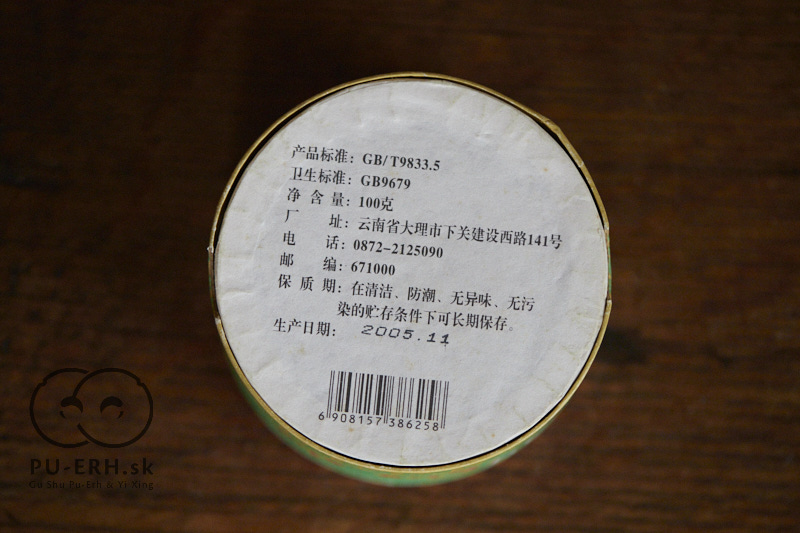 产品标准：GB/T9833.5
卫生标准：GB9679
净 含 量：100克
厂 址：云南省大理市下关建设西路141号
电 话：0872-2125090
邮 编：671000
保 质 期：在清洁、防潮、无异味、无污
染的贮存条件下可长期保存。
生产日期： 2005.11
6 908157 386258
PU-ERH.sk
Gu Shu Pu-Erh & Yi Xing